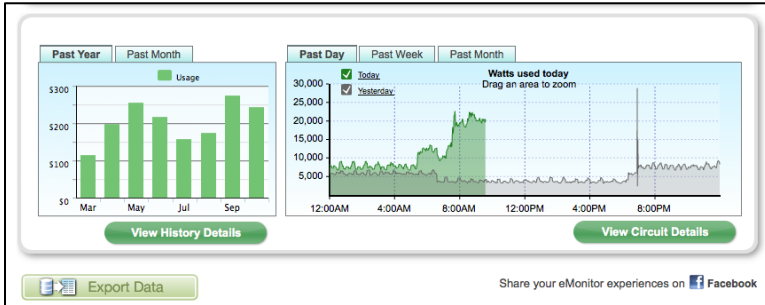 Past Year Past Month
Usage
$300
$200
$100
$0
Mar May Jul Sep
View History Details
Past Day Past Week Past Month
Today
Yesterday
Watts used today
Drag an area to zoom
30,000
25,000
20,000
15,000
10,000
5,000
12:00AM 4:00AM 8:00AM 12:00PM 4:00PM 8:00PM
View Circuit Details
Export Data
Share your eMonitor experiences on f Facebook